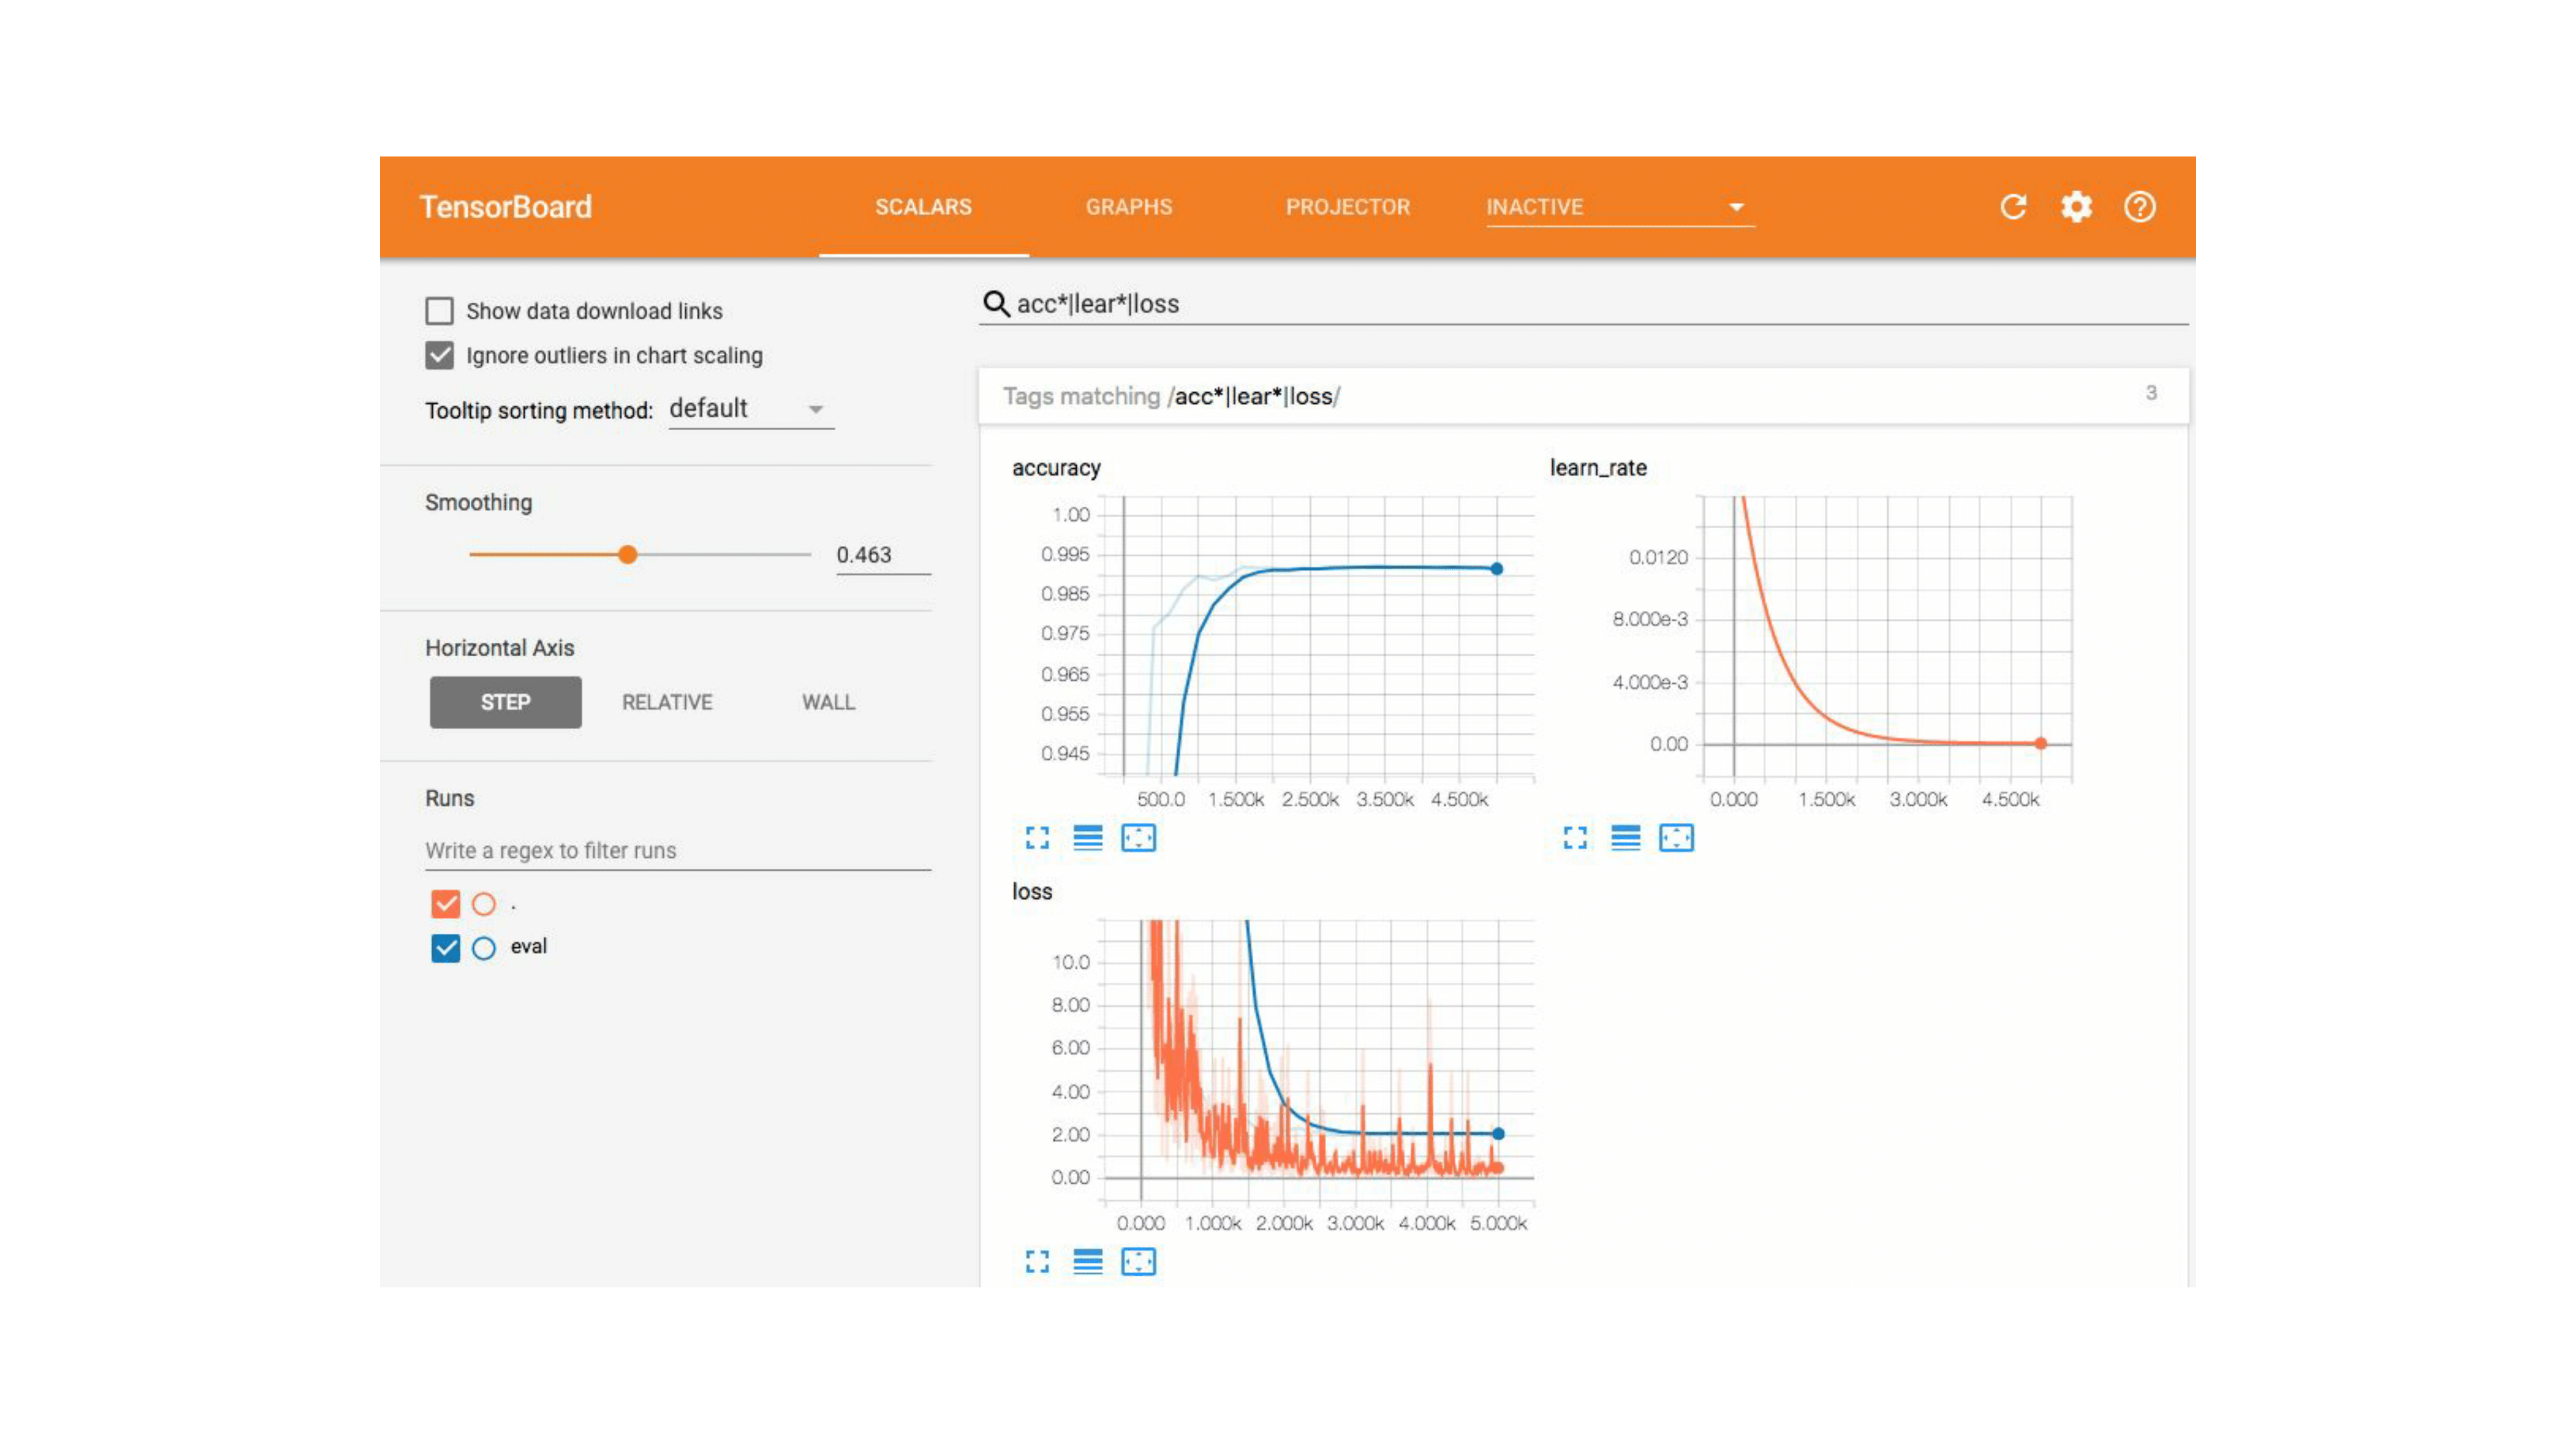 TensorBoard SCALARS GRAPHS PROJECTOR INACTIVE
Show data download links
Ignore outliers in chart scaling
Tooltip sorting method: default
Smoothing
0.463
Horizontal Axis
STEP RELATIVE WALL
Runs
Write a regex to filter runs
.
eval
acc*|lear*|loss
Tags matching /acc*|lear*|loss/ 3
accuracy
1.00
0.995
0.985
0.975
0.965
0.955
0.945
500.0 1.500k 2.500k 3.500k 4.500k
learn_rate
0.0120
8.000e-3
4.000e-3
0.00
0.000 1.500k 3.000k 4.500k
loss
10.0
8.00
6.00
4.00
2.00
0.00
0.000 1.000k 2.000k 3.000k 4.000k 5.000k